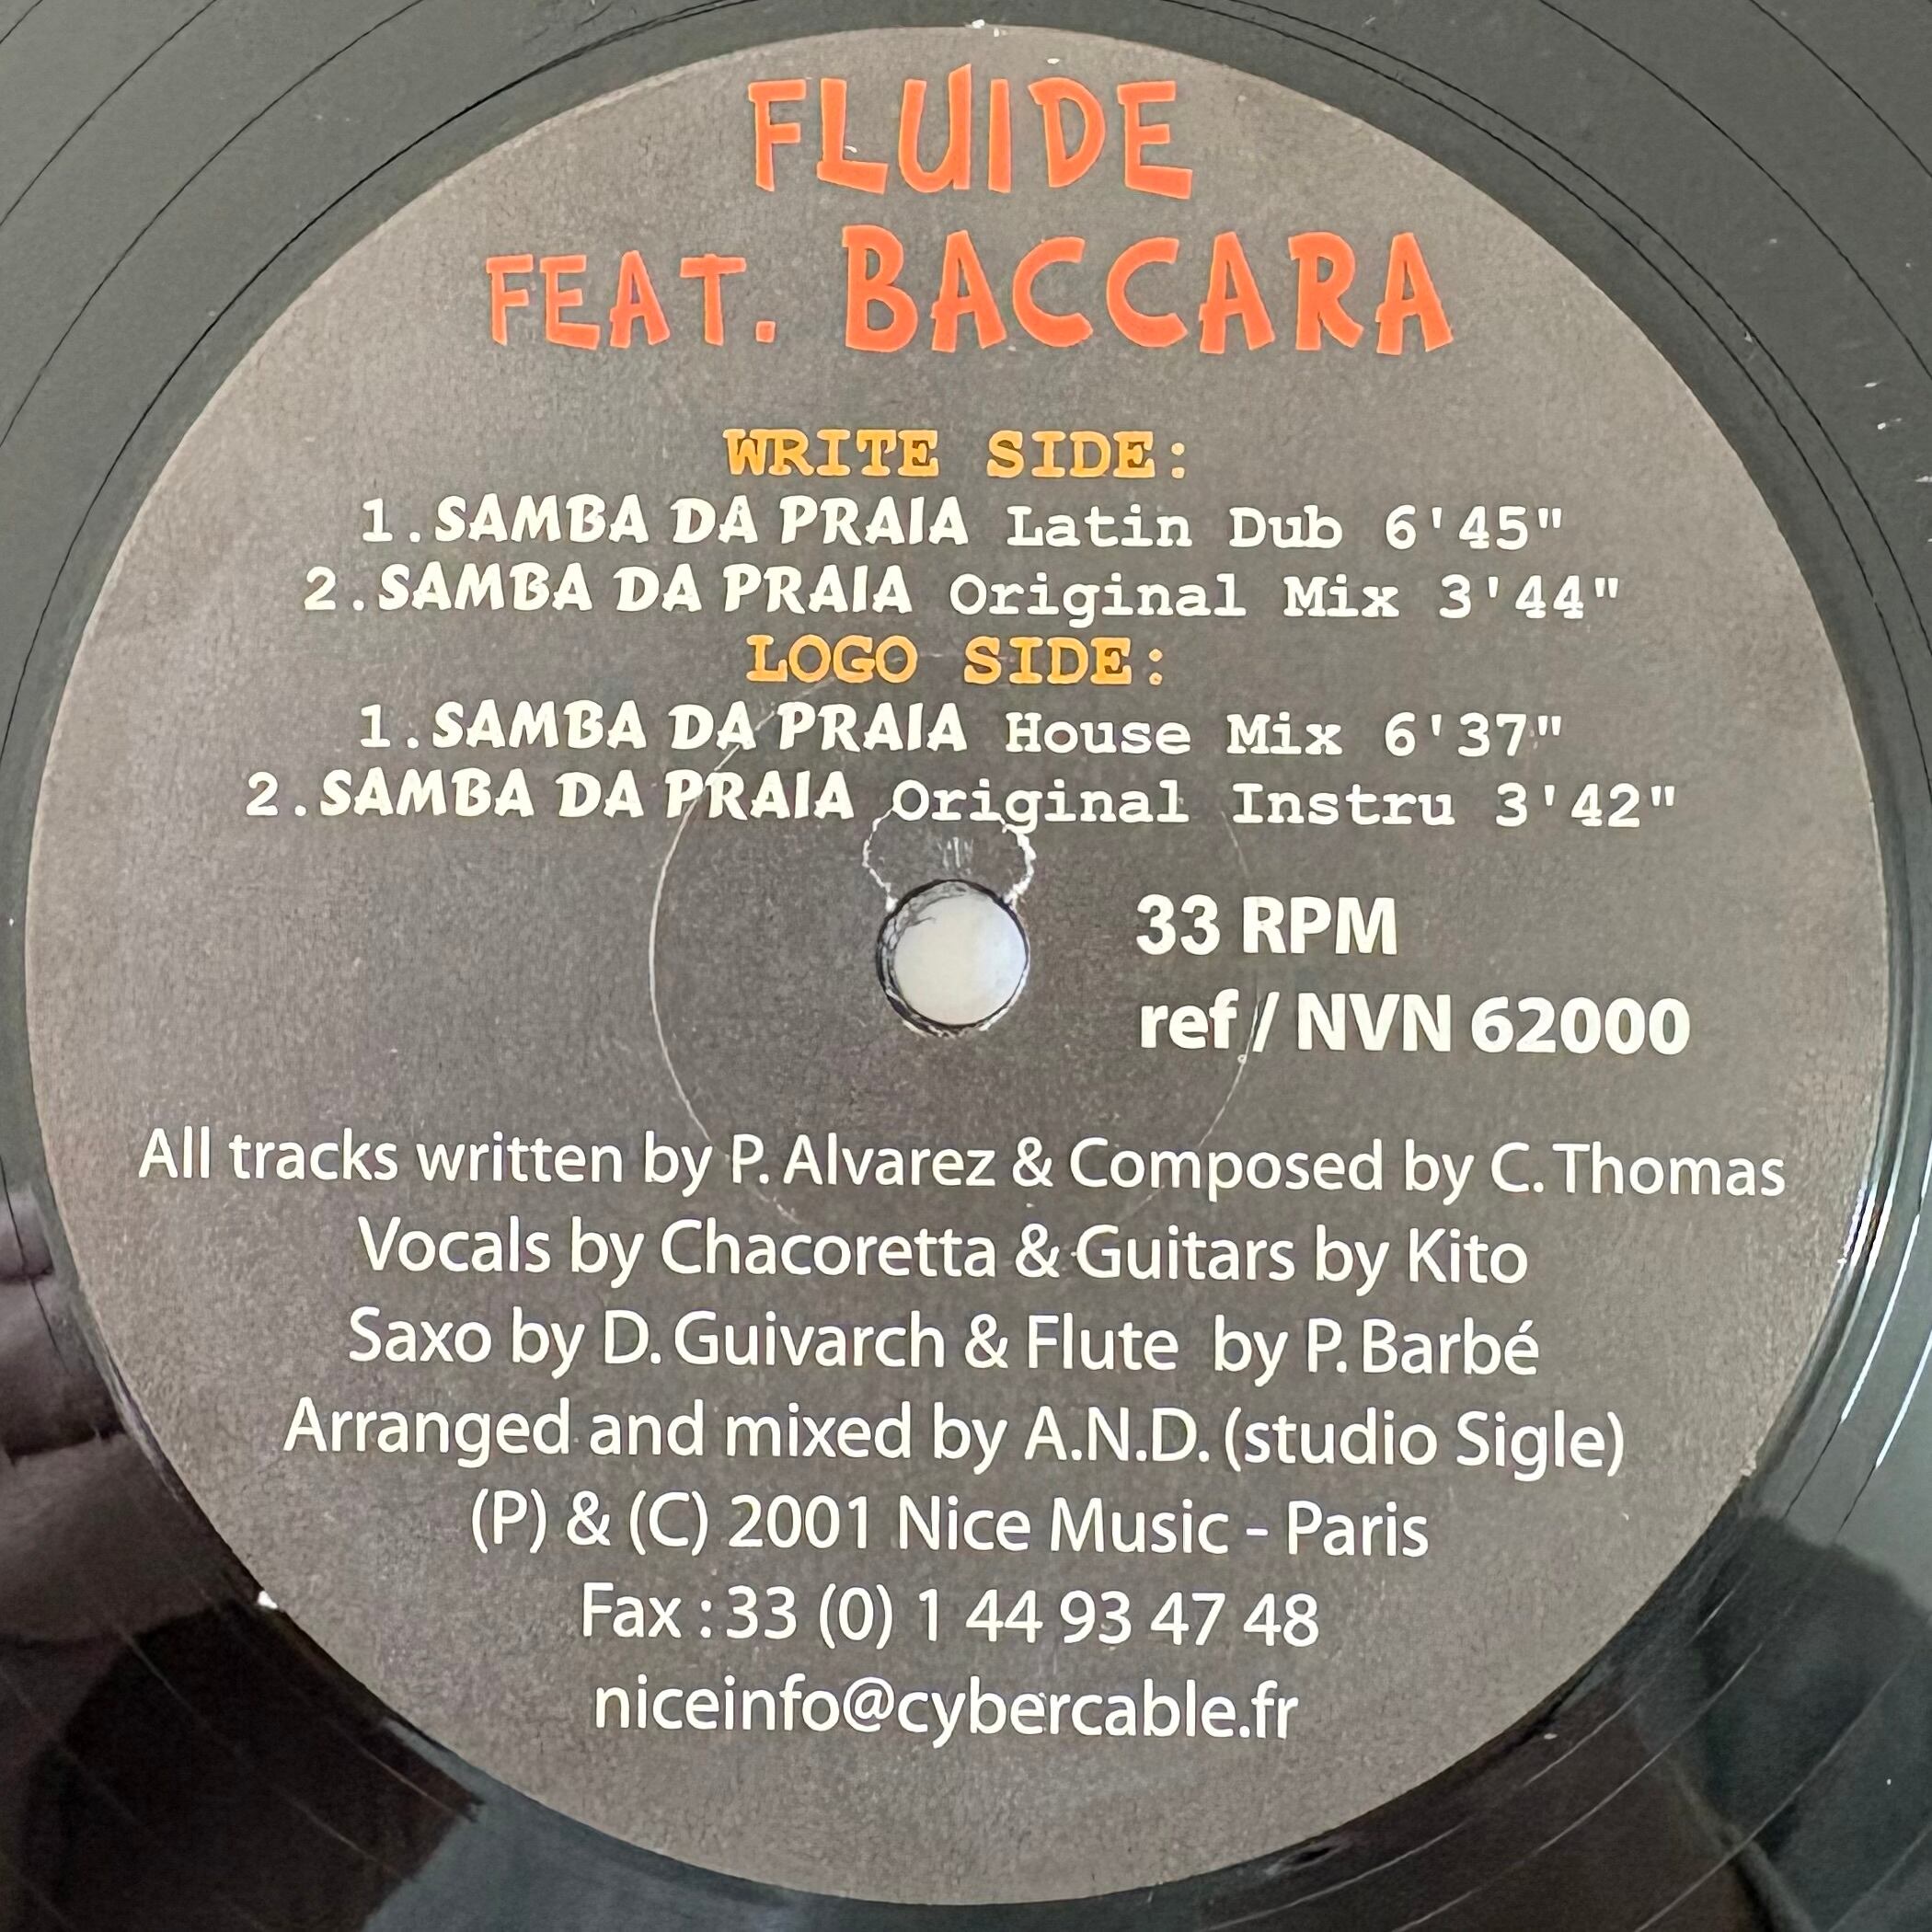 FLUIDE
FEAT. BACCARA
WRITE SIDE:
1.SAMBA DA PRAIA Latin Dub 6'45"
2.SAMBA DA PRAIA Original Mix 3'44"
LOGO SIDE:
1.SAMBA DA PRAIA House Mix 6'37"
2.SAMBA DA PRAIA Original Instru 3'42"
33 RPM
ref / NVN 62000
All tracks written by P. Alvarez & Composed by C. Thomas
Vocals by Chacoretta & Guitars by Kito
Saxo by D. Guivarch & Flute by P. Barbé
Arranged and mixed by A.N.D. (studio Sigle)
(P) & (C) 2001 Nice Music - Paris
Fax : 33 (0) 1 44 93 47 48
niceinfo@cybercable.fr